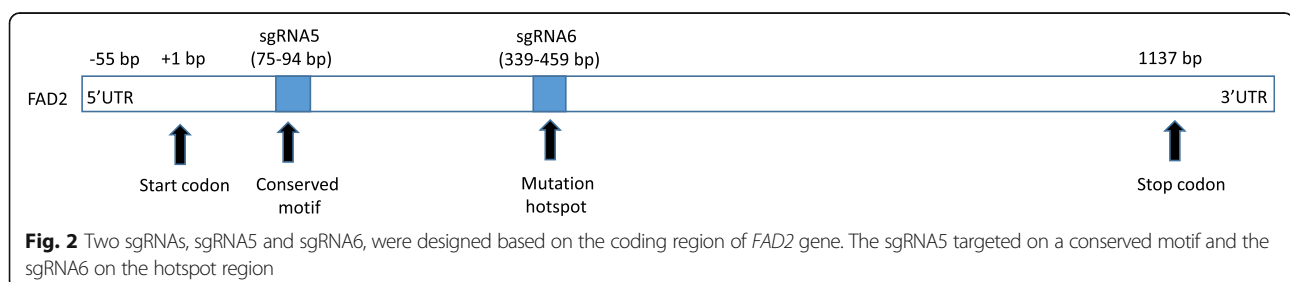 sgRNA5 sgRNA6
-55 bp +1 bp (75-94 bp) (339-459 bp) 1137 bp
FAD2 5'UTR 3'UTR
Start codon Conserved motif Mutation hotspot Stop codon
Fig. 2 Two sgRNAs, sgRNA5 and sgRNA6, were designed based on the coding region of FAD2 gene. The sgRNA5 targeted on a conserved motif and the
sgRNA6 on the hotspot region